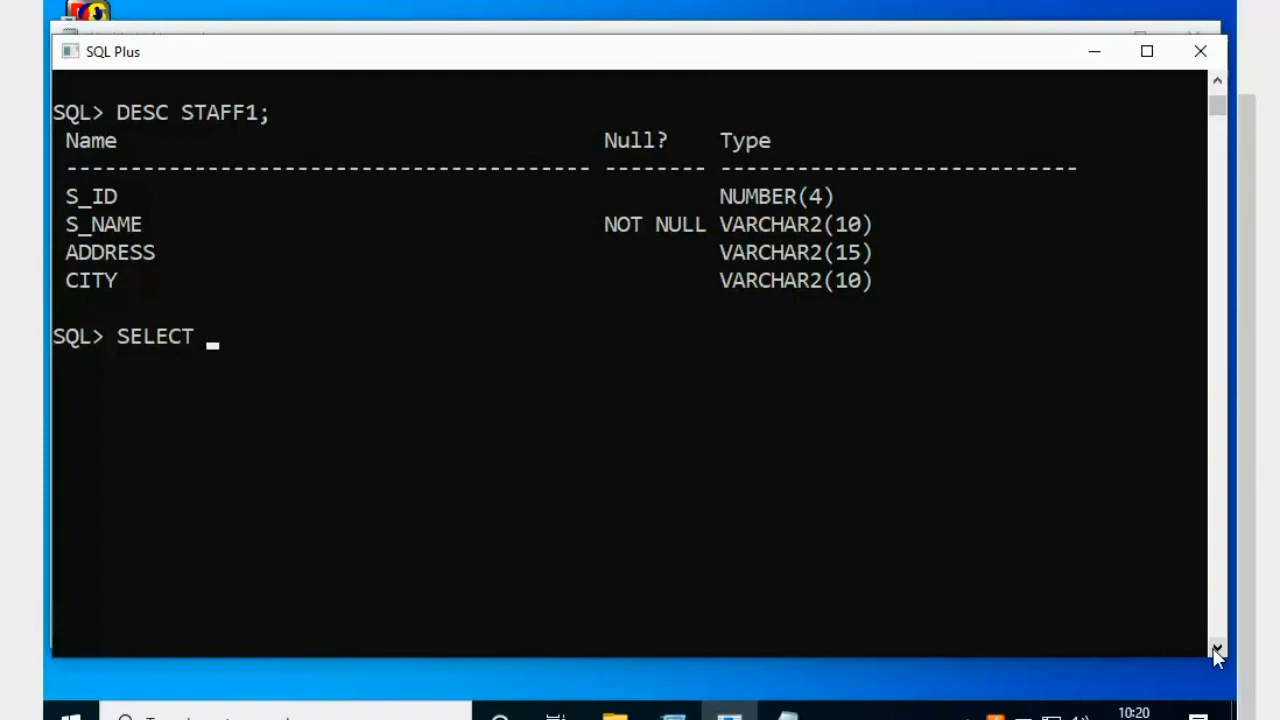 SQL Plus
SQL> DESC STAFF1;
Name Null? Type
----------------------------------------- -------- ----------------------------
S_ID NUMBER(4)
S_NAME NOT NULL VARCHAR2(10)
ADDRESS VARCHAR2(15)
CITY VARCHAR2(10)
SQL> SELECT
10:20